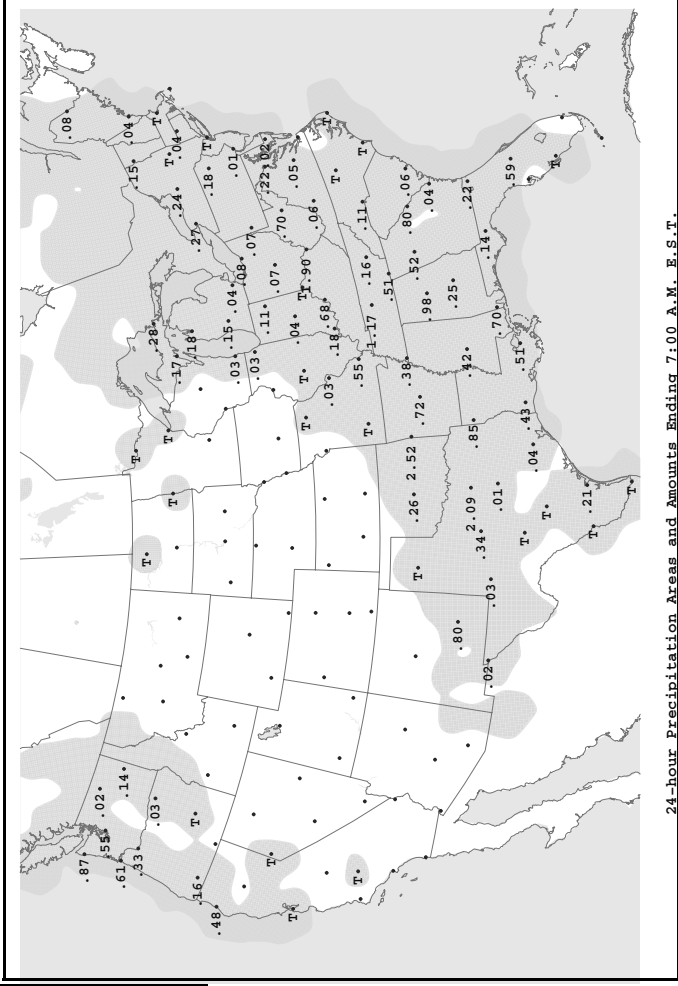 .08
.87
.02
.55
.61
.14
.04
.15
T
.33
T
.28
.03
T
T
T
T
.17
.04
.24
.18
T
.27
.16
T
.18
T
.48
.15
.04
.01
.03
.08
.07
.03
.11
.22
.02
T
.07
.70
T
.05
.04
T
T
.90
T
.06
.68
T
.03
.18
T
T
.55
.11
T
.16
T
1.17
.51
.06
.38
.80
2.52
.26
.52
T
.72
.98
.04
.25
.80
.42
.22
2.09
.85
.34
.14
.02
.03
.70
.01
.59
.51
T
.43
.04
T
T
.21
T
T
24-hour Precipitation Areas and Amounts Ending 7:00 A.M. E.S.T.